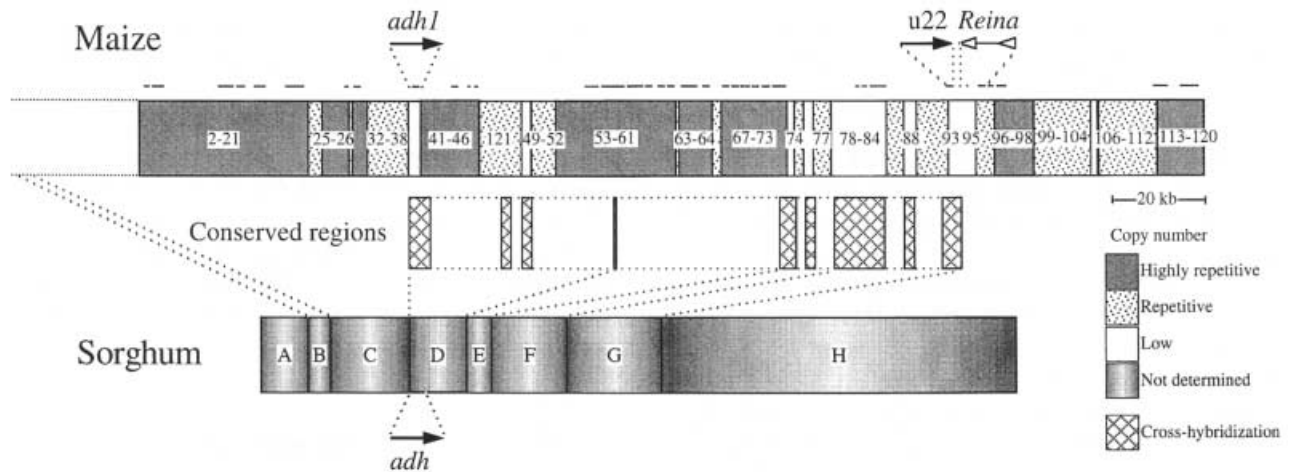 Maize
adh1
u22
Reina
2-21
25-26
32-38
41-46
121
49-52
53-61
63-64
67-73
74
77
78-84
88
93
95
96-98
99-104
106-112
113-120
20 kb
Conserved regions
Copy number
Highly repetitive
Repetitive
Low
Not determined
Cross-hybridization
Sorghum
A
B
C
D
E
F
G
H
adh